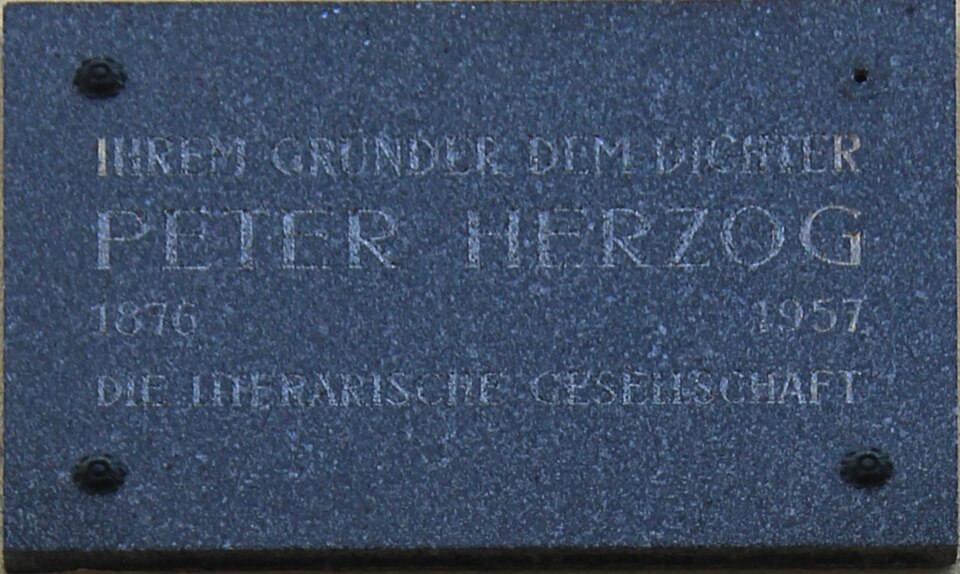 IHREM GRÜNDER DEM DICHTER
PETER HERZOG
1876 1957
DIE LITERARISCHE GESELLSCHAFT